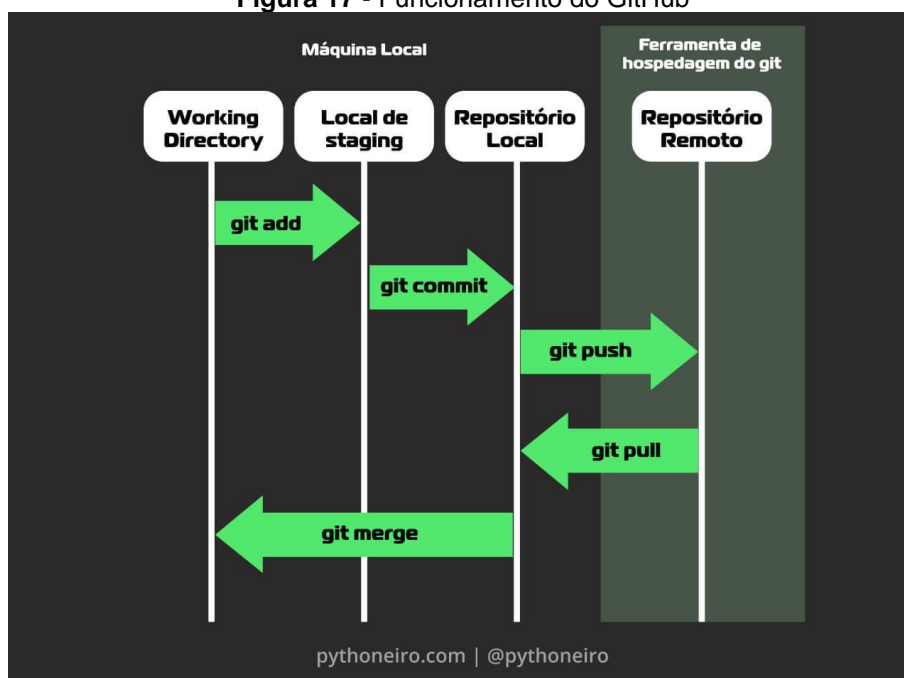 Figura 17 - Funcionamento do GitHub
Máquina Local
Ferramenta de
hospedagem do git
Working
Directory
Local de
staging
Repositório
Local
Repositório
Remoto
git add
git commit
git push
git pull
git merge
pythoneiro.com | @pythoneiro